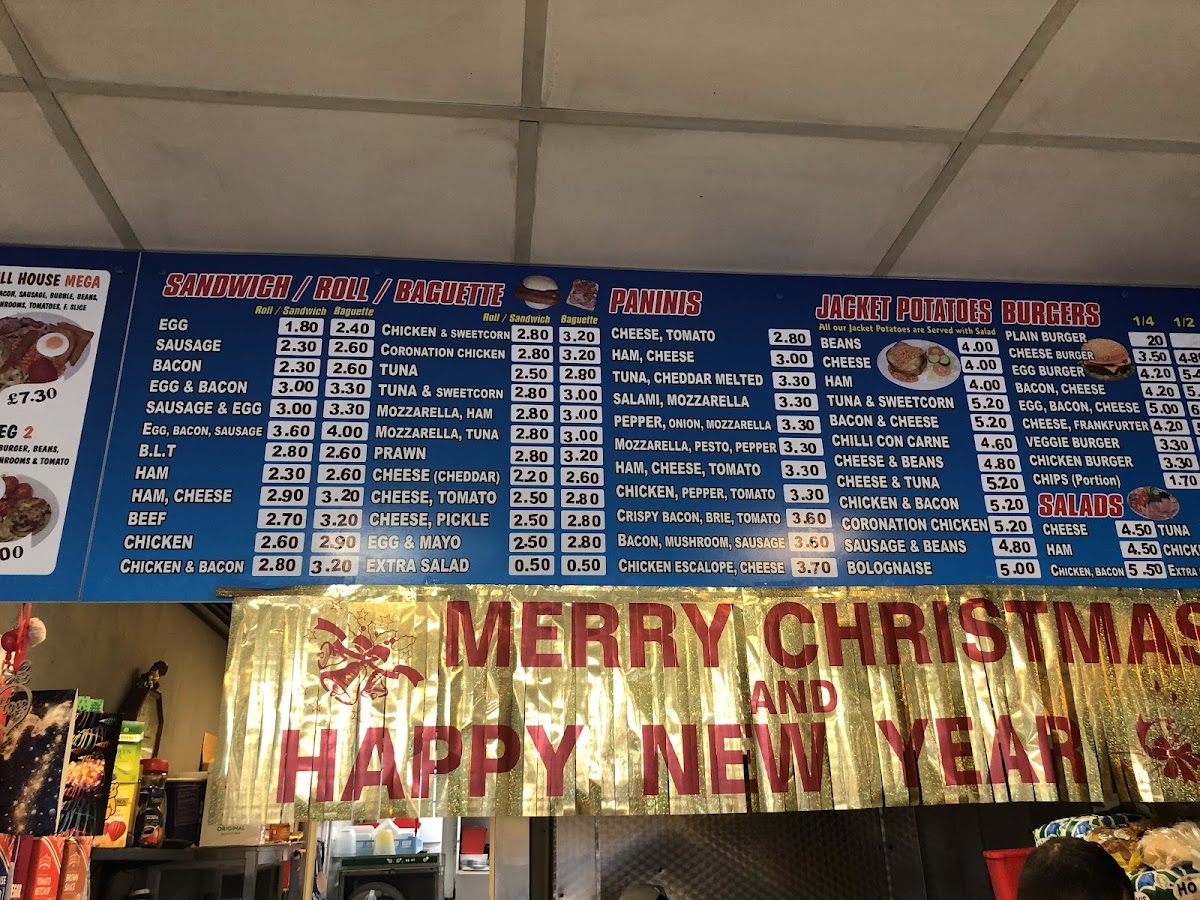 ILL HOUSE MEGA
ACON, SAUSAGE, BUBBLE, BEANS,
HROOMS, TOMATOES, F. SLICE
£7.30
EG 2
BURGER, BEANS,
HROOMS & TOMATO
.00
SANDWICH / ROLL / BAGUETTE
Roll / Sandwich Baguette
EGG 1.80 2.40
SAUSAGE 2.30 2.60
BACON 2.30 2.60
EGG & BACON 3.00 3.30
SAUSAGE & EGG 3.00 3.30
EGG, BACON, SAUSAGE 3.60 4.00
B.L.T 2.80 2.60
HAM 2.30 2.60
HAM, CHEESE 2.90 3.20
BEEF 2.70 3.20
CHICKEN 2.60 2.90
CHICKEN & BACON 2.80 3.20
Roll / Sandwich Baguette
CHICKEN & SWEETCORN 2.80 3.20
CORONATION CHICKEN 2.80 3.20
TUNA 2.50 2.80
TUNA & SWEETCORN 2.80 3.00
MOZZARELLA, HAM 2.80 3.00
MOZZARELLA, TUNA 2.80 3.00
PRAWN 2.80 3.20
CHEESE (CHEDDAR) 2.20 2.60
CHEESE, TOMATO 2.50 2.80
CHEESE, PICKLE 2.50 2.80
EGG & MAYO 2.50 2.80
EXTRA SALAD 0.50 0.50
PANINIS
CHEESE, TOMATO 2.80
HAM, CHEESE 3.00
TUNA, CHEDDAR MELTED 3.30
SALAMI, MOZZARELLA 3.30
PEPPER, ONION, MOZZARELLA 3.30
MOZZARELLA, PESTO, PEPPER 3.30
HAM, CHEESE, TOMATO 3.30
CHICKEN, PEPPER, TOMATO 3.30
CRISPY BACON, BRIE, TOMATO 3.60
BACON, MUSHROOM, SAUSAGE 3.60
CHICKEN ESCALOPE, CHEESE 3.70
JACKET POTATOES
All our Jacket Potatoes are Served with Salad
BEANS 4.00
CHEESE 4.00
HAM 4.00
TUNA & SWEETCORN 5.20
BACON & CHEESE 5.20
CHILLI CON CARNE 4.60
CHEESE & BEANS 4.80
CHEESE & TUNA 5.20
CHICKEN & BACON 5.20
CORONATION CHICKEN 5.20
SAUSAGE & BEANS 4.80
BOLOGNAISE 5.00
BURGERS
1/4 1/2
PLAIN BURGER 20
CHEESE BURGER 3.50
EGG BURGER 4.20
BACON, CHEESE 4.20
EGG, BACON, CHEESE 5.00
CHEESE, FRANKFURTER 4.20
VEGGIE BURGER 3.30
CHICKEN BURGER 3.30
CHIPS (Portion) 1.70
SALADS
CHEESE 4.50 TUNA
HAM 4.50 CHICK
CHICKEN, BACON 5.50 EXTRA
MERRY CHRISTMAS
AND
HAPPY NEW YEAR
ORIGINAL
TOMATO
KETCHUP
BROWN
SAUCE
HO